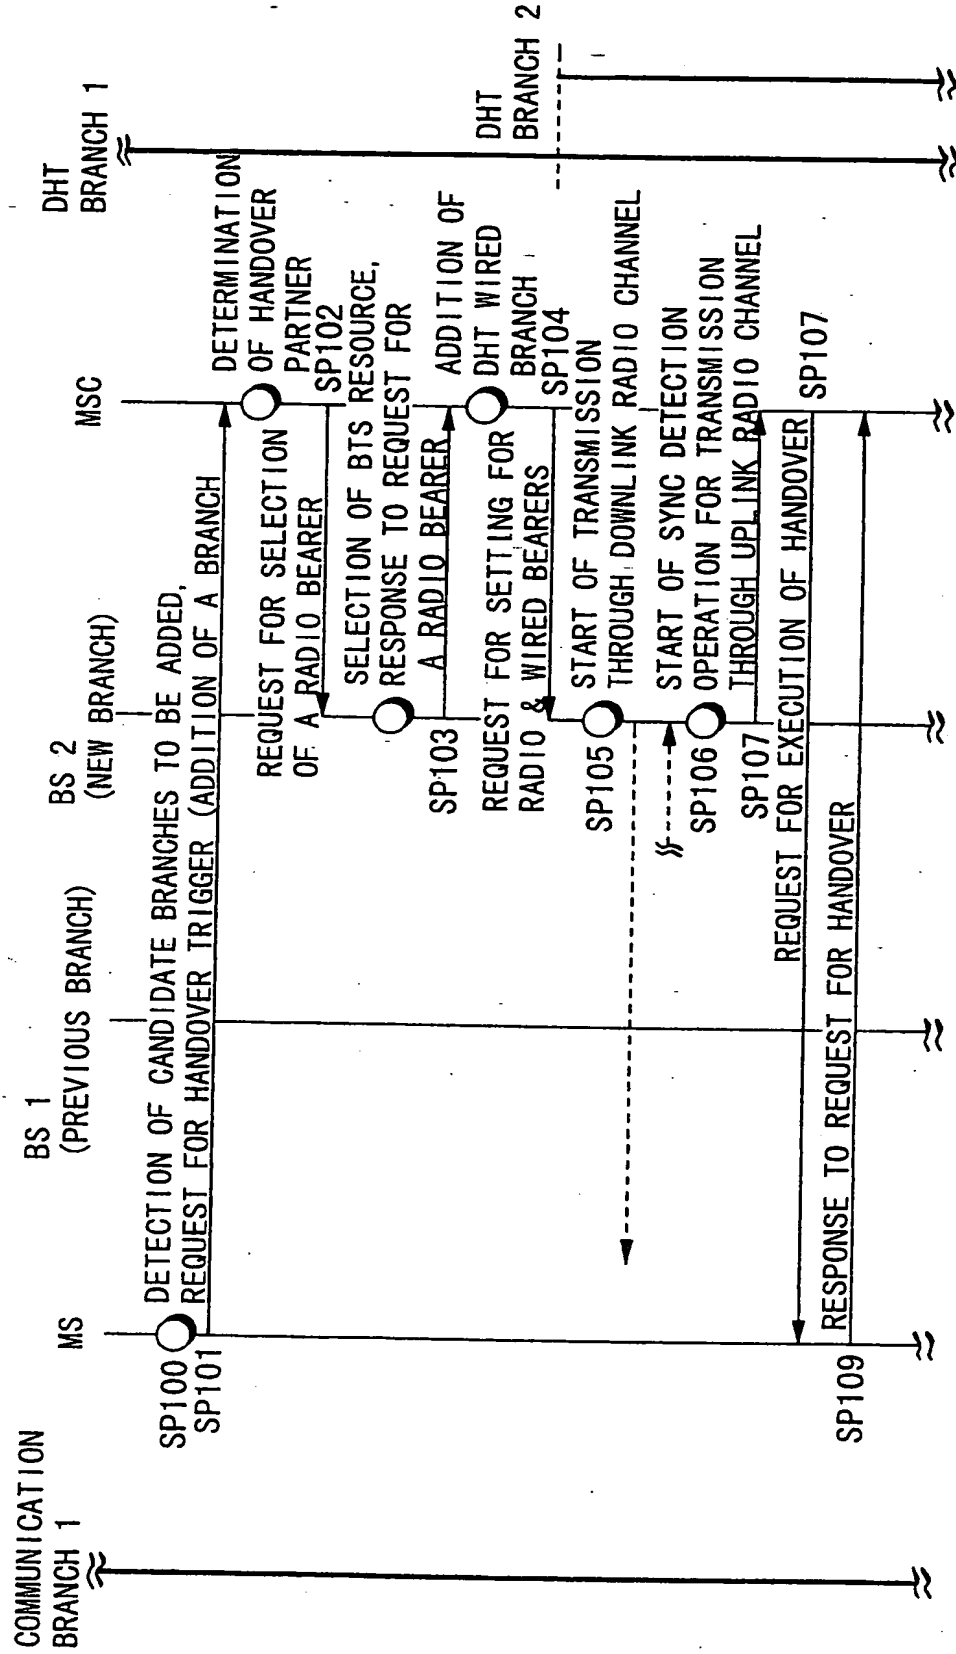 COMMUNICATION
BRANCH 1
MS
BS 1
(PREVIOUS BRANCH)
BS 2
(NEW BRANCH)
MSC
DHT
BRANCH 1
SP100
DETECTION OF CANDIDATE BRANCHES TO BE ADDED,
SP101
REQUEST FOR HANDOVER TRIGGER (ADDITION OF A BRANCH
DETERMINATION
OF HANDOVER
PARTNER
SP102
REQUEST FOR SELECTION
OF A RADIO BEARER
SELECTION OF BTS RESOURCE,
RESPONSE TO REQUEST FOR
A RADIO BEARER
SP103
ADDITION OF
DHT WIRED
BRANCH
SP104
DHT
BRANCH 2
REQUEST FOR SETTING FOR
RADIO & WIRED BEARERS
SP105
START OF TRANSMISSION
THROUGH DOWNLINK RADIO CHANNEL
START OF SYNC DETECTION
SP106
OPERATION FOR TRANSMISSION
THROUGH UPLINK RADIO CHANNEL
SP107
REQUEST FOR EXECUTION OF HANDOVER
SP107
RESPONSE TO REQUEST FOR HANDOVER
SP109